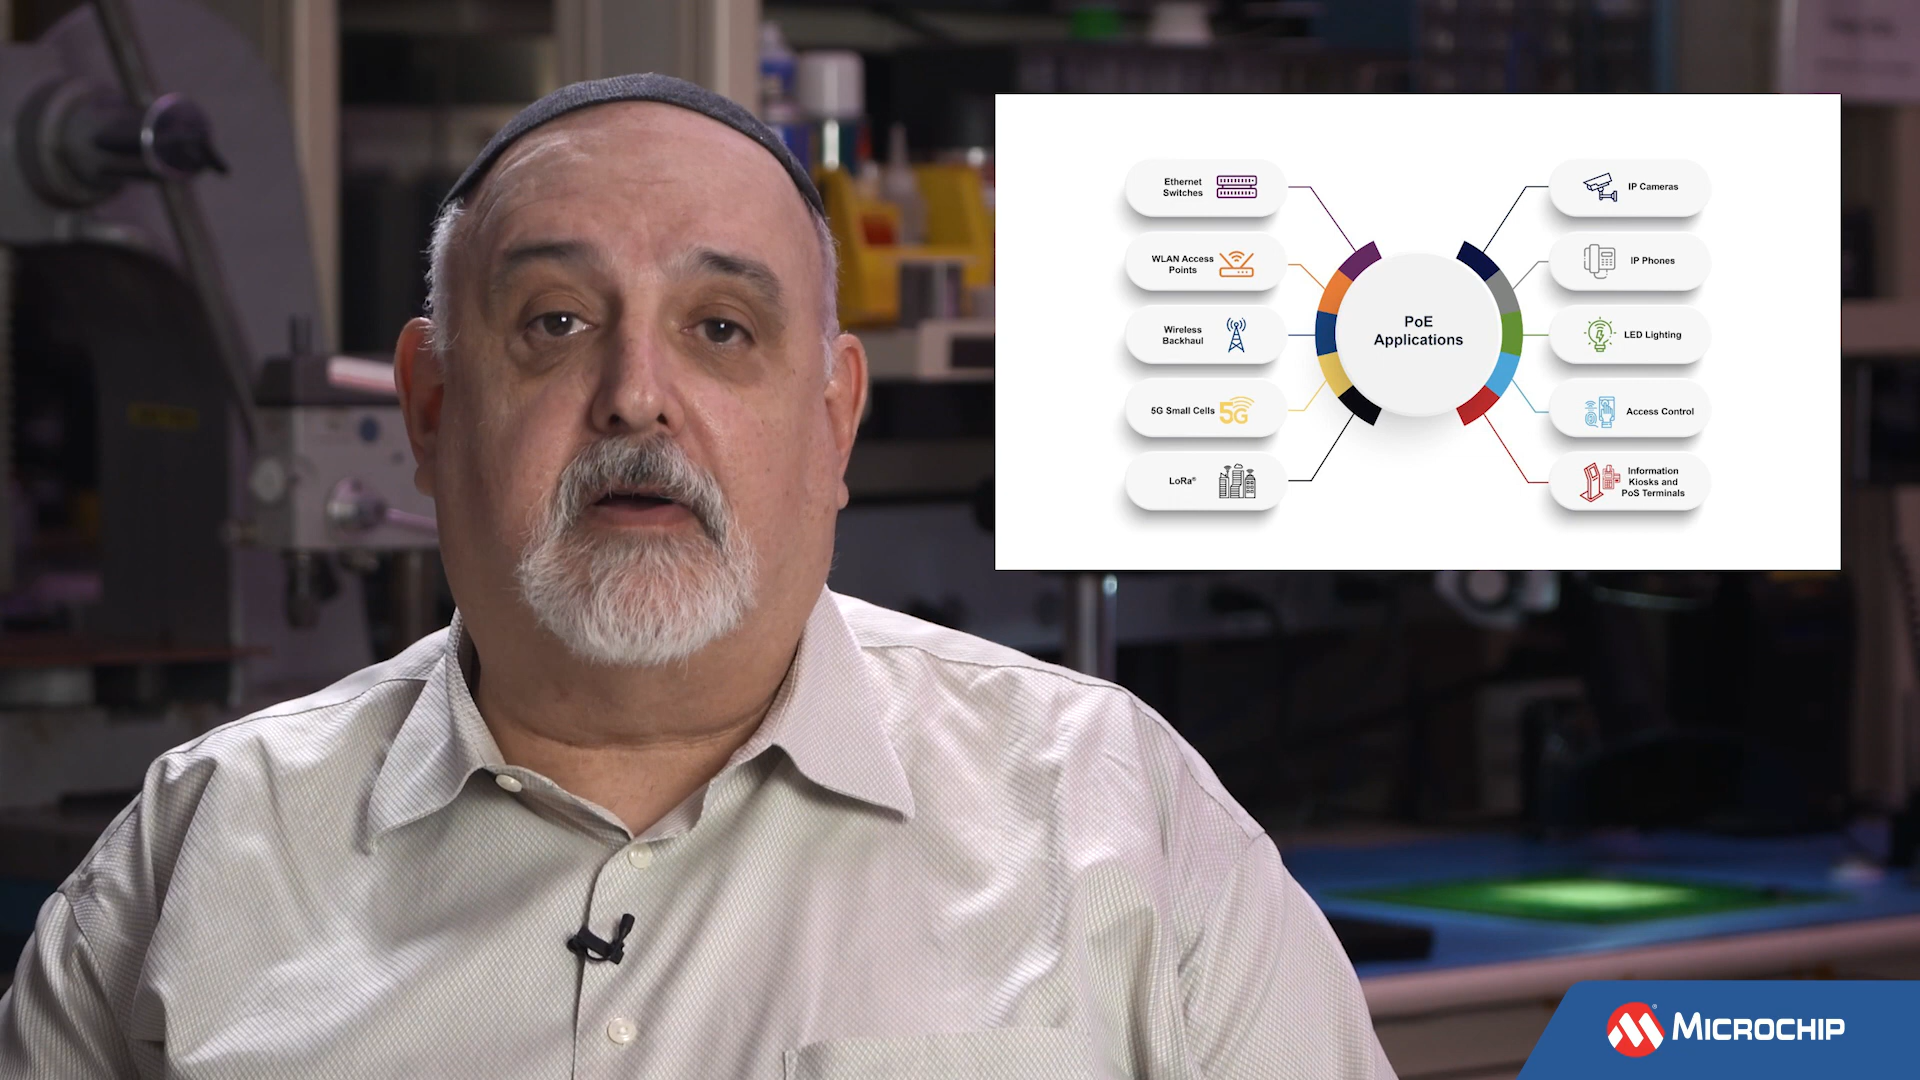 Ethernet
Switches
WLAN Access
Points
Wireless
Backhaul
5G Small Cells
5G
LoRa®
PoE
Applications
IP Cameras
IP Phones
LED Lighting
Access Control
Information
Kiosks and
PoS Terminals
MICROCHIP